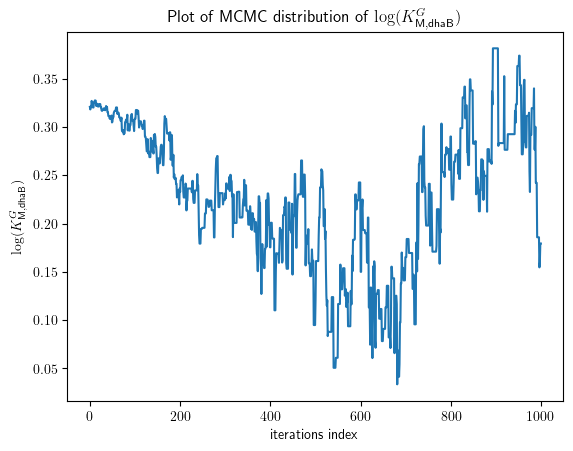 Plot of MCMC distribution of log(K^G_M,dhaB)
log(K^G_M,dhaB)
0.35
0.30
0.25
0.20
0.15
0.10
0.05
0 200 400 600 800 1000
iterations index